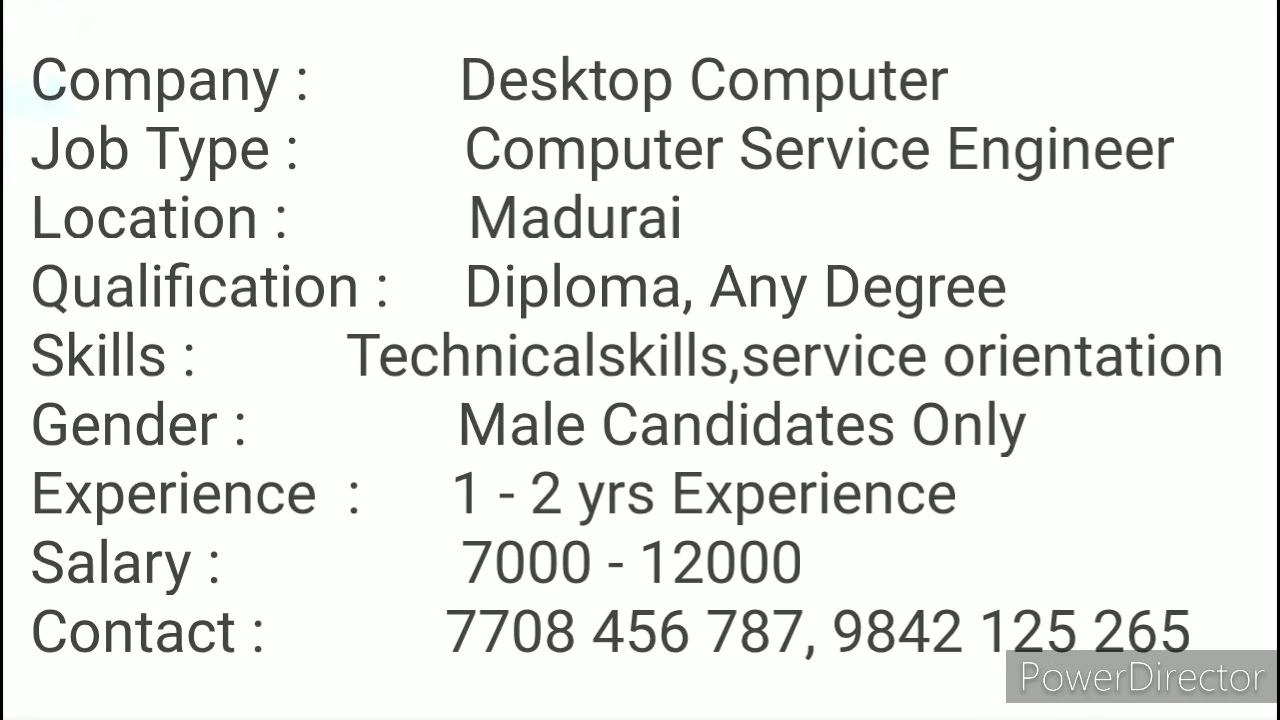 Company : Desktop Computer
Job Type : Computer Service Engineer
Location : Madurai
Qualification : Diploma, Any Degree
Skills : Technicalskills,service orientation
Gender : Male Candidates Only
Experience : 1 - 2 yrs Experience
Salary : 7000 - 12000
Contact : 7708 456 787, 9842 125 265
PowerDirector